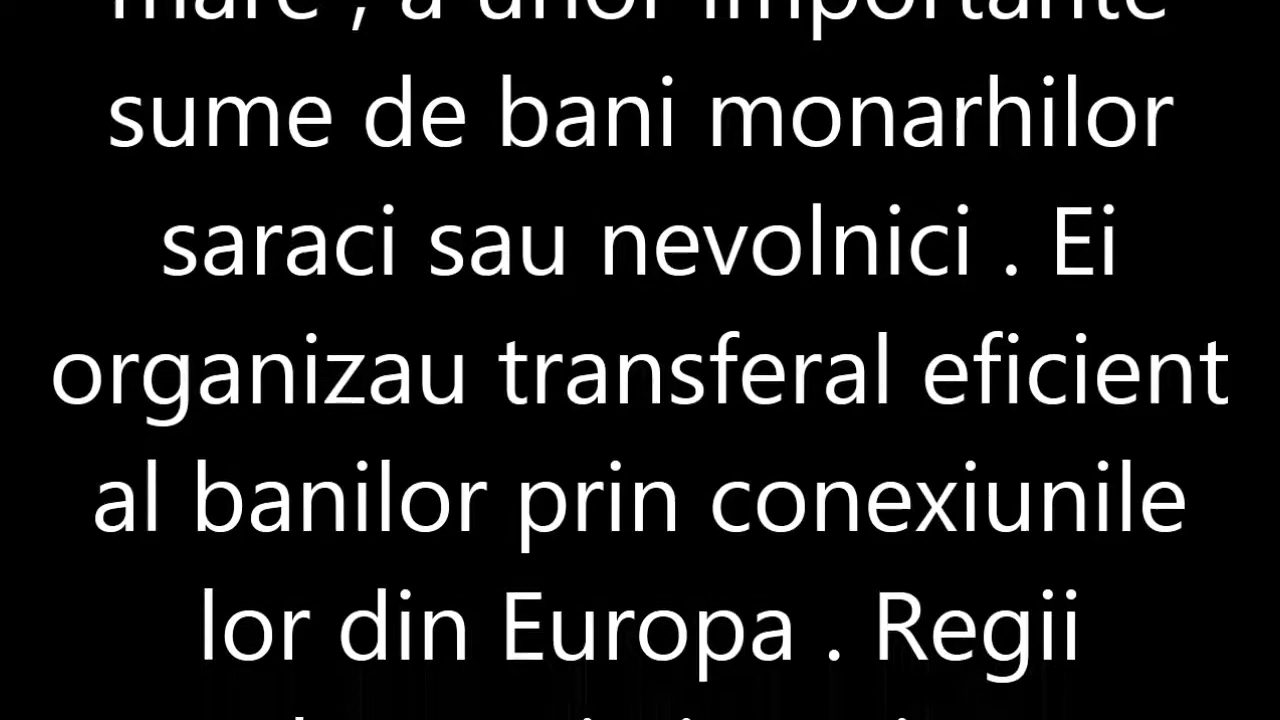 mare , a unor importante
sume de bani monarhilor
saraci sau nevolnici . Ei
organizau transferal eficient
al banilor prin conexiunile
lor din Europa . Regii